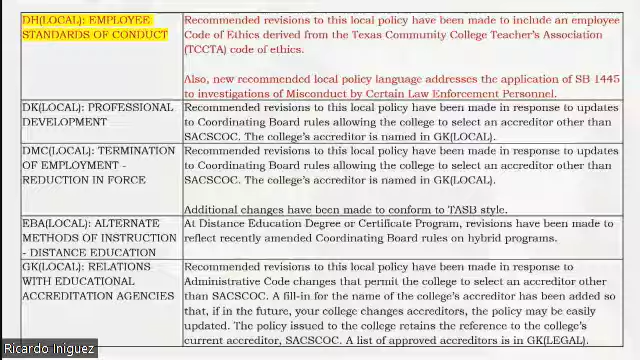 DH(LOCAL): EMPLOYEE
STANDARDS OF CONDUCT
Recommended revisions to this local policy have been made to include an employee
Code of Ethics derived from the Texas Community College Teacher's Association
(TCCTA) code of ethics.
Also, new recommended local policy language addresses the application of SB 1445
to investigations of Misconduct by Certain Law Enforcement Personnel.
DK(LOCAL): PROFESSIONAL
DEVELOPMENT
Recommended revisions to this local policy have been made in response to updates
to Coordinating Board rules allowing the college to select an accreditor other than
SACSCOC. The college's accreditor is named in GK(LOCAL).
DMC(LOCAL): TERMINATION
OF EMPLOYMENT -
REDUCTION IN FORCE
Recommended revisions to this local policy have been made in response to updates
to Coordinating Board rules allowing the college to select an accreditor other than
SACSCOC. The college's accreditor is named in GK(LOCAL).
Additional changes have been made to conform to TASB style.
EBA(LOCAL): ALTERNATE
METHODS OF INSTRUCTION
- DISTANCE EDUCATION
At Distance Education Degree or Certificate Program, revisions have been made to
reflect recently amended Coordinating Board rules on hybrid programs.
GK(LOCAL): RELATIONS
WITH EDUCATIONAL
ACCREDITATION AGENCIES
Recommended revisions to this local policy have been made in response to
Administrative Code changes that permit the college to select an accreditor other
than SACSCOC. A fill-in for the name of the college's accreditor has been added so
that, if in the future, your college changes accreditors, the policy may be easily
updated. The policy issued to the college retains the reference to the college's
current accreditor, SACSCOC. A list of approved accreditors is in GK(LEGAL).
Ricardo Iniguez